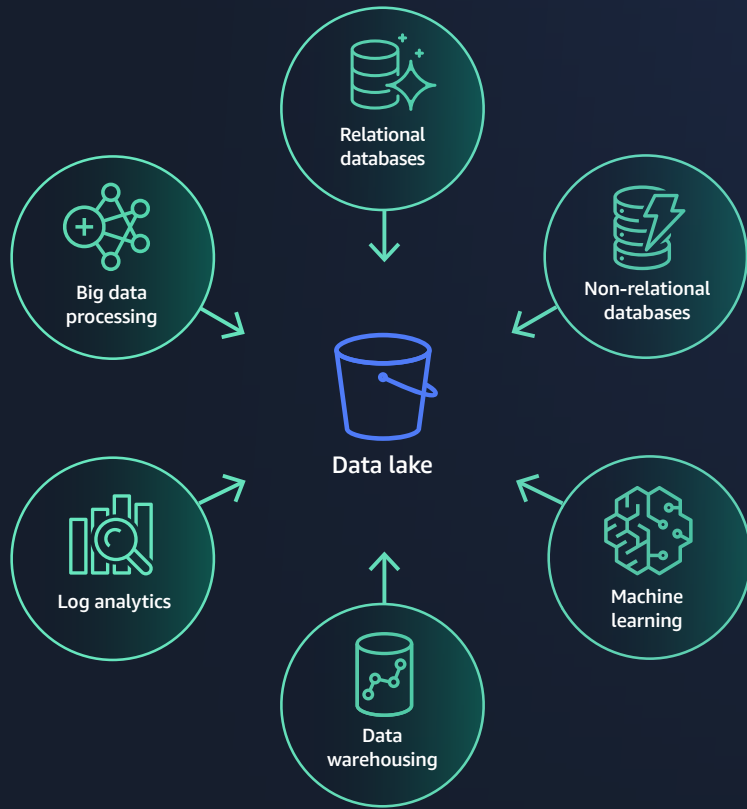 Relational
databases
Big data
processing
Non-relational
databases
Data lake
Log analytics
Machine
learning
Data
warehousing